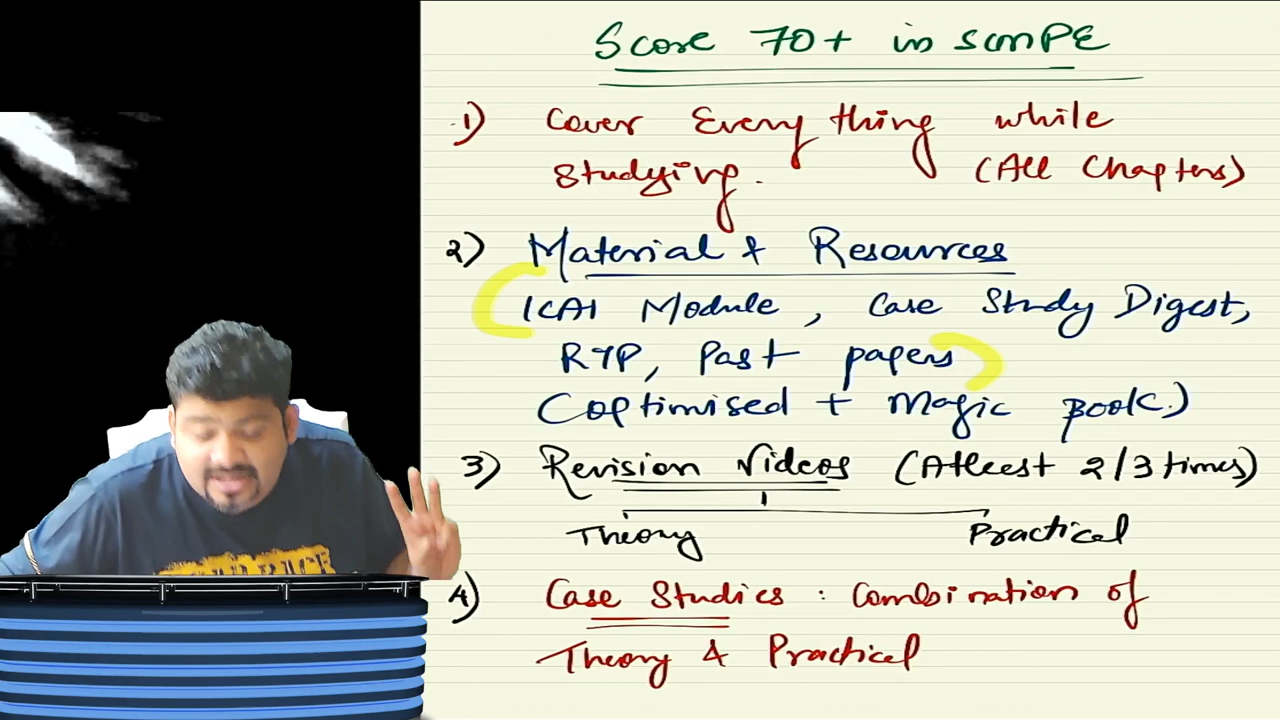 Score 70+ in SCMPE
1) Cover Everything while
Studying. (All Chapters)
2) Material & Resources
(ICAI Module, Case Study Digest,
RTP, Past papers)
(optimised + Magic Book.)
3) Revision Videos (Atleest 2/3 times)
Theory Practical
4) Case Studies : Combination of
Theory & Practical